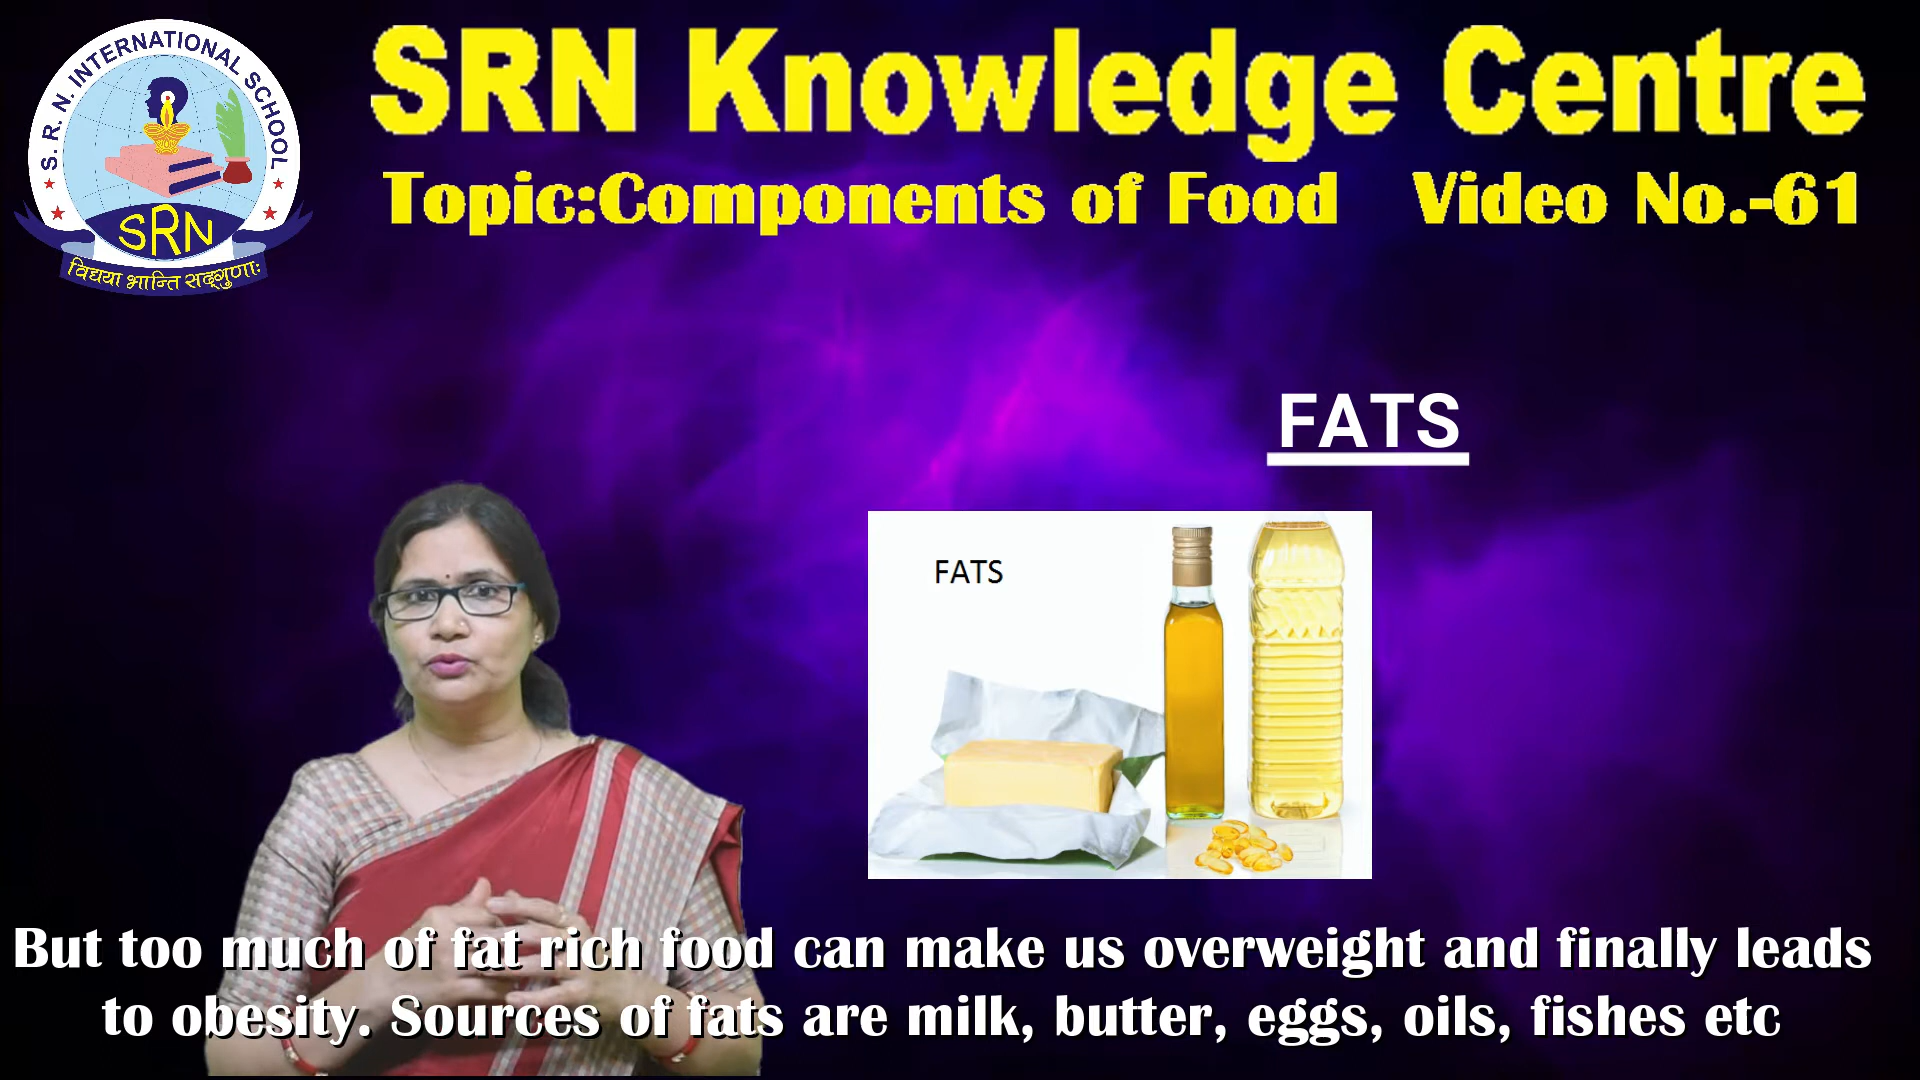 S. R. N. INTERNATIONAL SCHOOL
SRN
विद्यया भान्ति सद्गुणाः
SRN Knowledge Centre
Topic:Components of Food Video No.-61
FATS
FATS
But too much of fat rich food can make us overweight and finally leads
to obesity. Sources of fats are milk, butter, eggs, oils, fishes etc